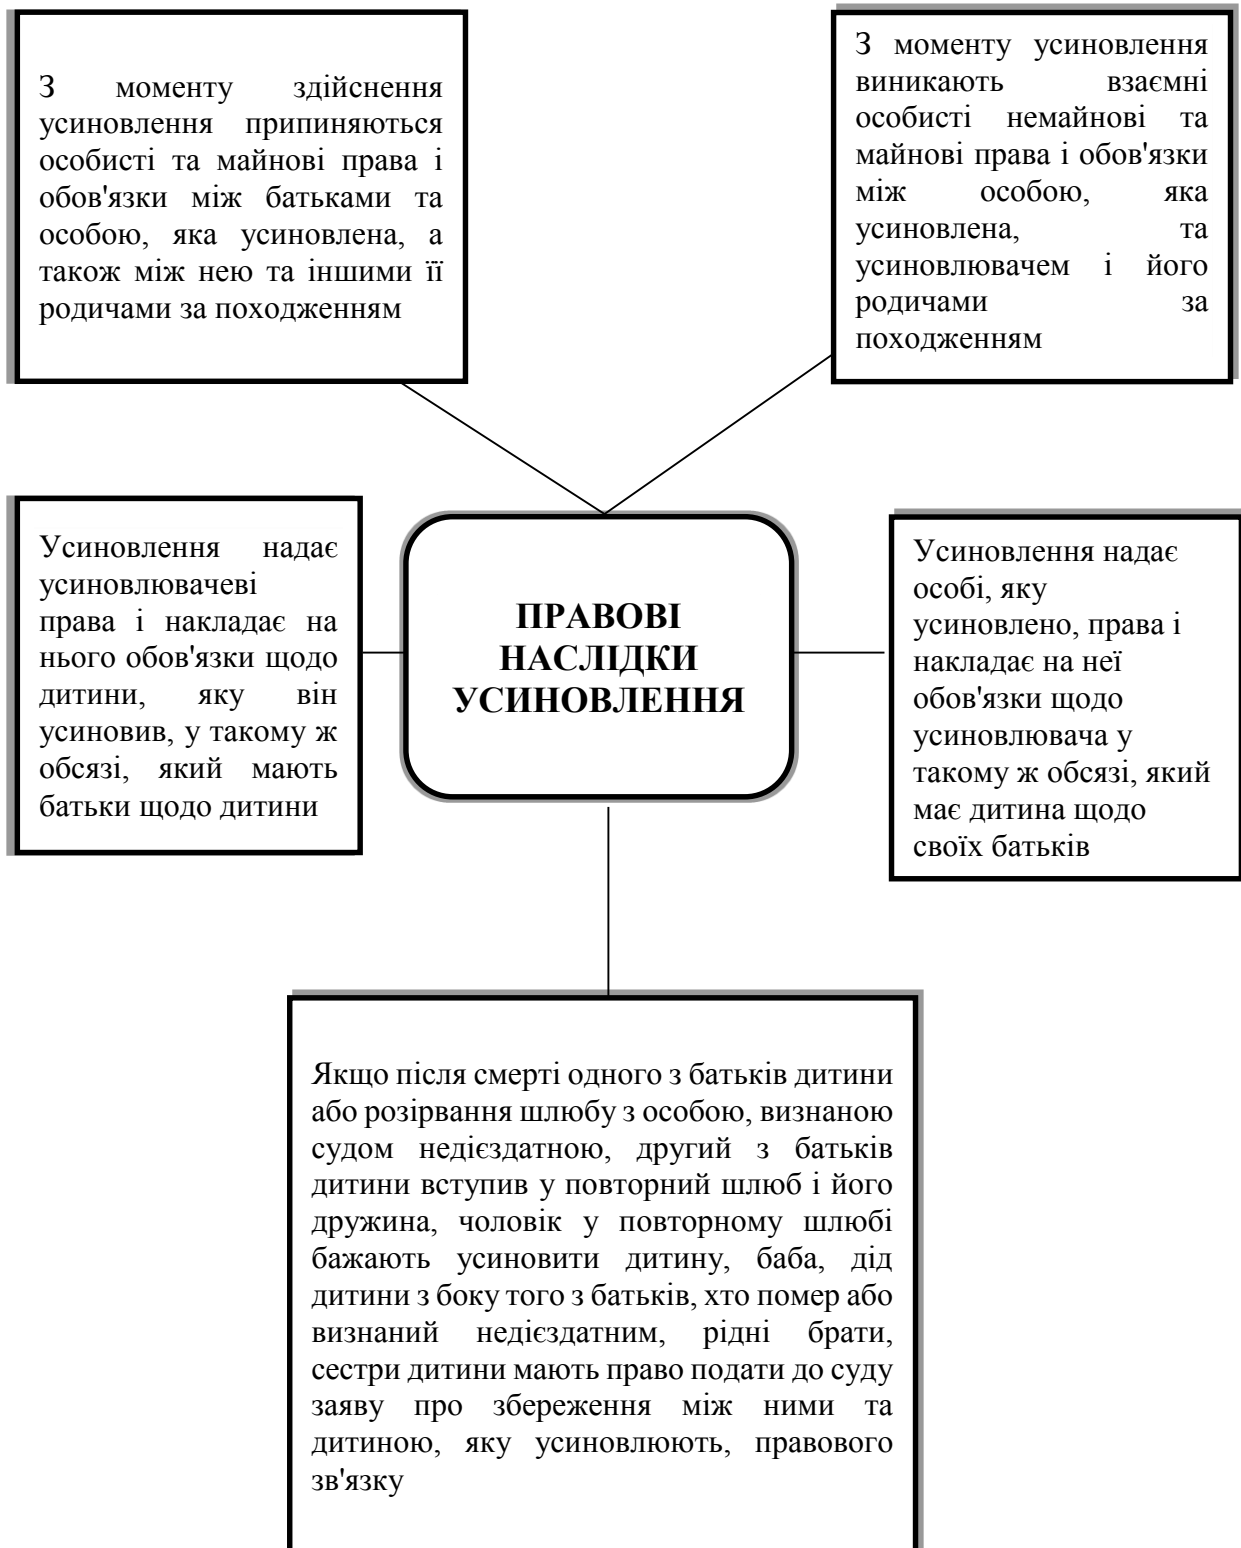 З моменту здійснення
усиновлення припиняються
особисті та майнові права і
обов'язки між батьками та
особою, яка усиновлена, а
також між нею та іншими її
родичами за походженням
З моменту усиновлення
виникають взаємні
особисті немайнові та
майнові права і обов'язки
між особою, яка
усиновлена, та
усиновлювачем і його
родичами за
походженням
Усиновлення надає
усиновлювачеві
права і накладає на
нього обов'язки щодо
дитини, яку він
усиновив, у такому ж
обсязі, який мають
батьки щодо дитини
ПРАВОВІ
НАСЛІДКИ
УСИНОВЛЕННЯ
Усиновлення надає
особі, яку
усиновлено, права і
накладає на неї
обов'язки щодо
усиновлювача у
такому ж обсязі, який
має дитина щодо
своїх батьків
Якщо після смерті одного з батьків дитини
або розірвання шлюбу з особою, визнаною
судом недієздатною, другий з батьків
дитини вступив у повторний шлюб і його
дружина, чоловік у повторному шлюбі
бажають усиновити дитину, баба, дід
дитини з боку того з батьків, хто помер або
визнаний недієздатним, рідні брати,
сестри дитини мають право подати до суду
заяву про збереження між ними та
дитиною, яку усиновлюють, правового
зв'язку